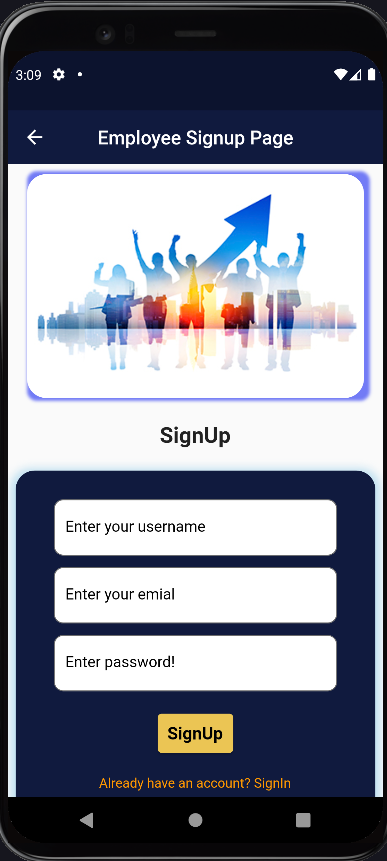 3:09
Employee Signup Page
SignUp
Enter your username
Enter your emial
Enter password!
SignUp
Already have an account? SignIn